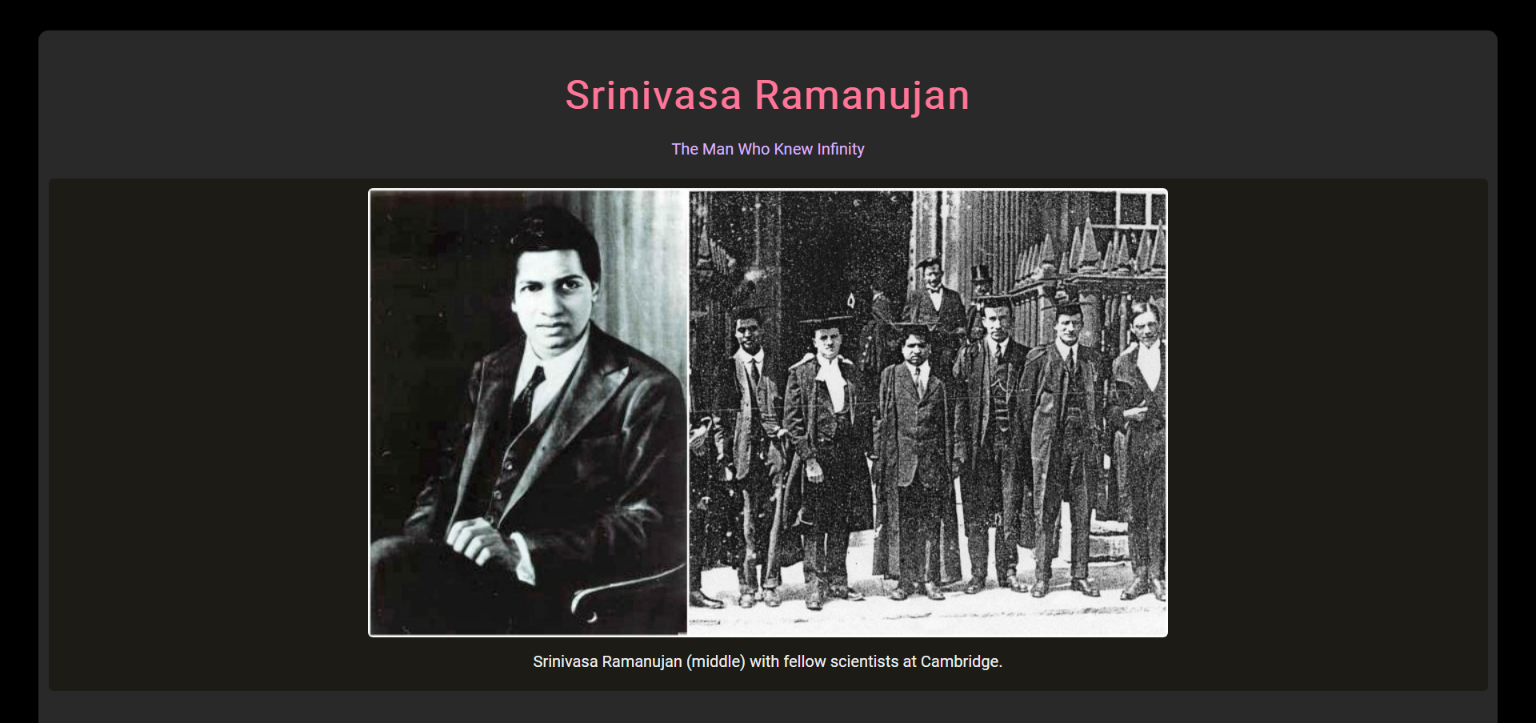 Srinivasa Ramanujan
The Man Who Knew Infinity
Srinivasa Ramanujan (middle) with fellow scientists at Cambridge.